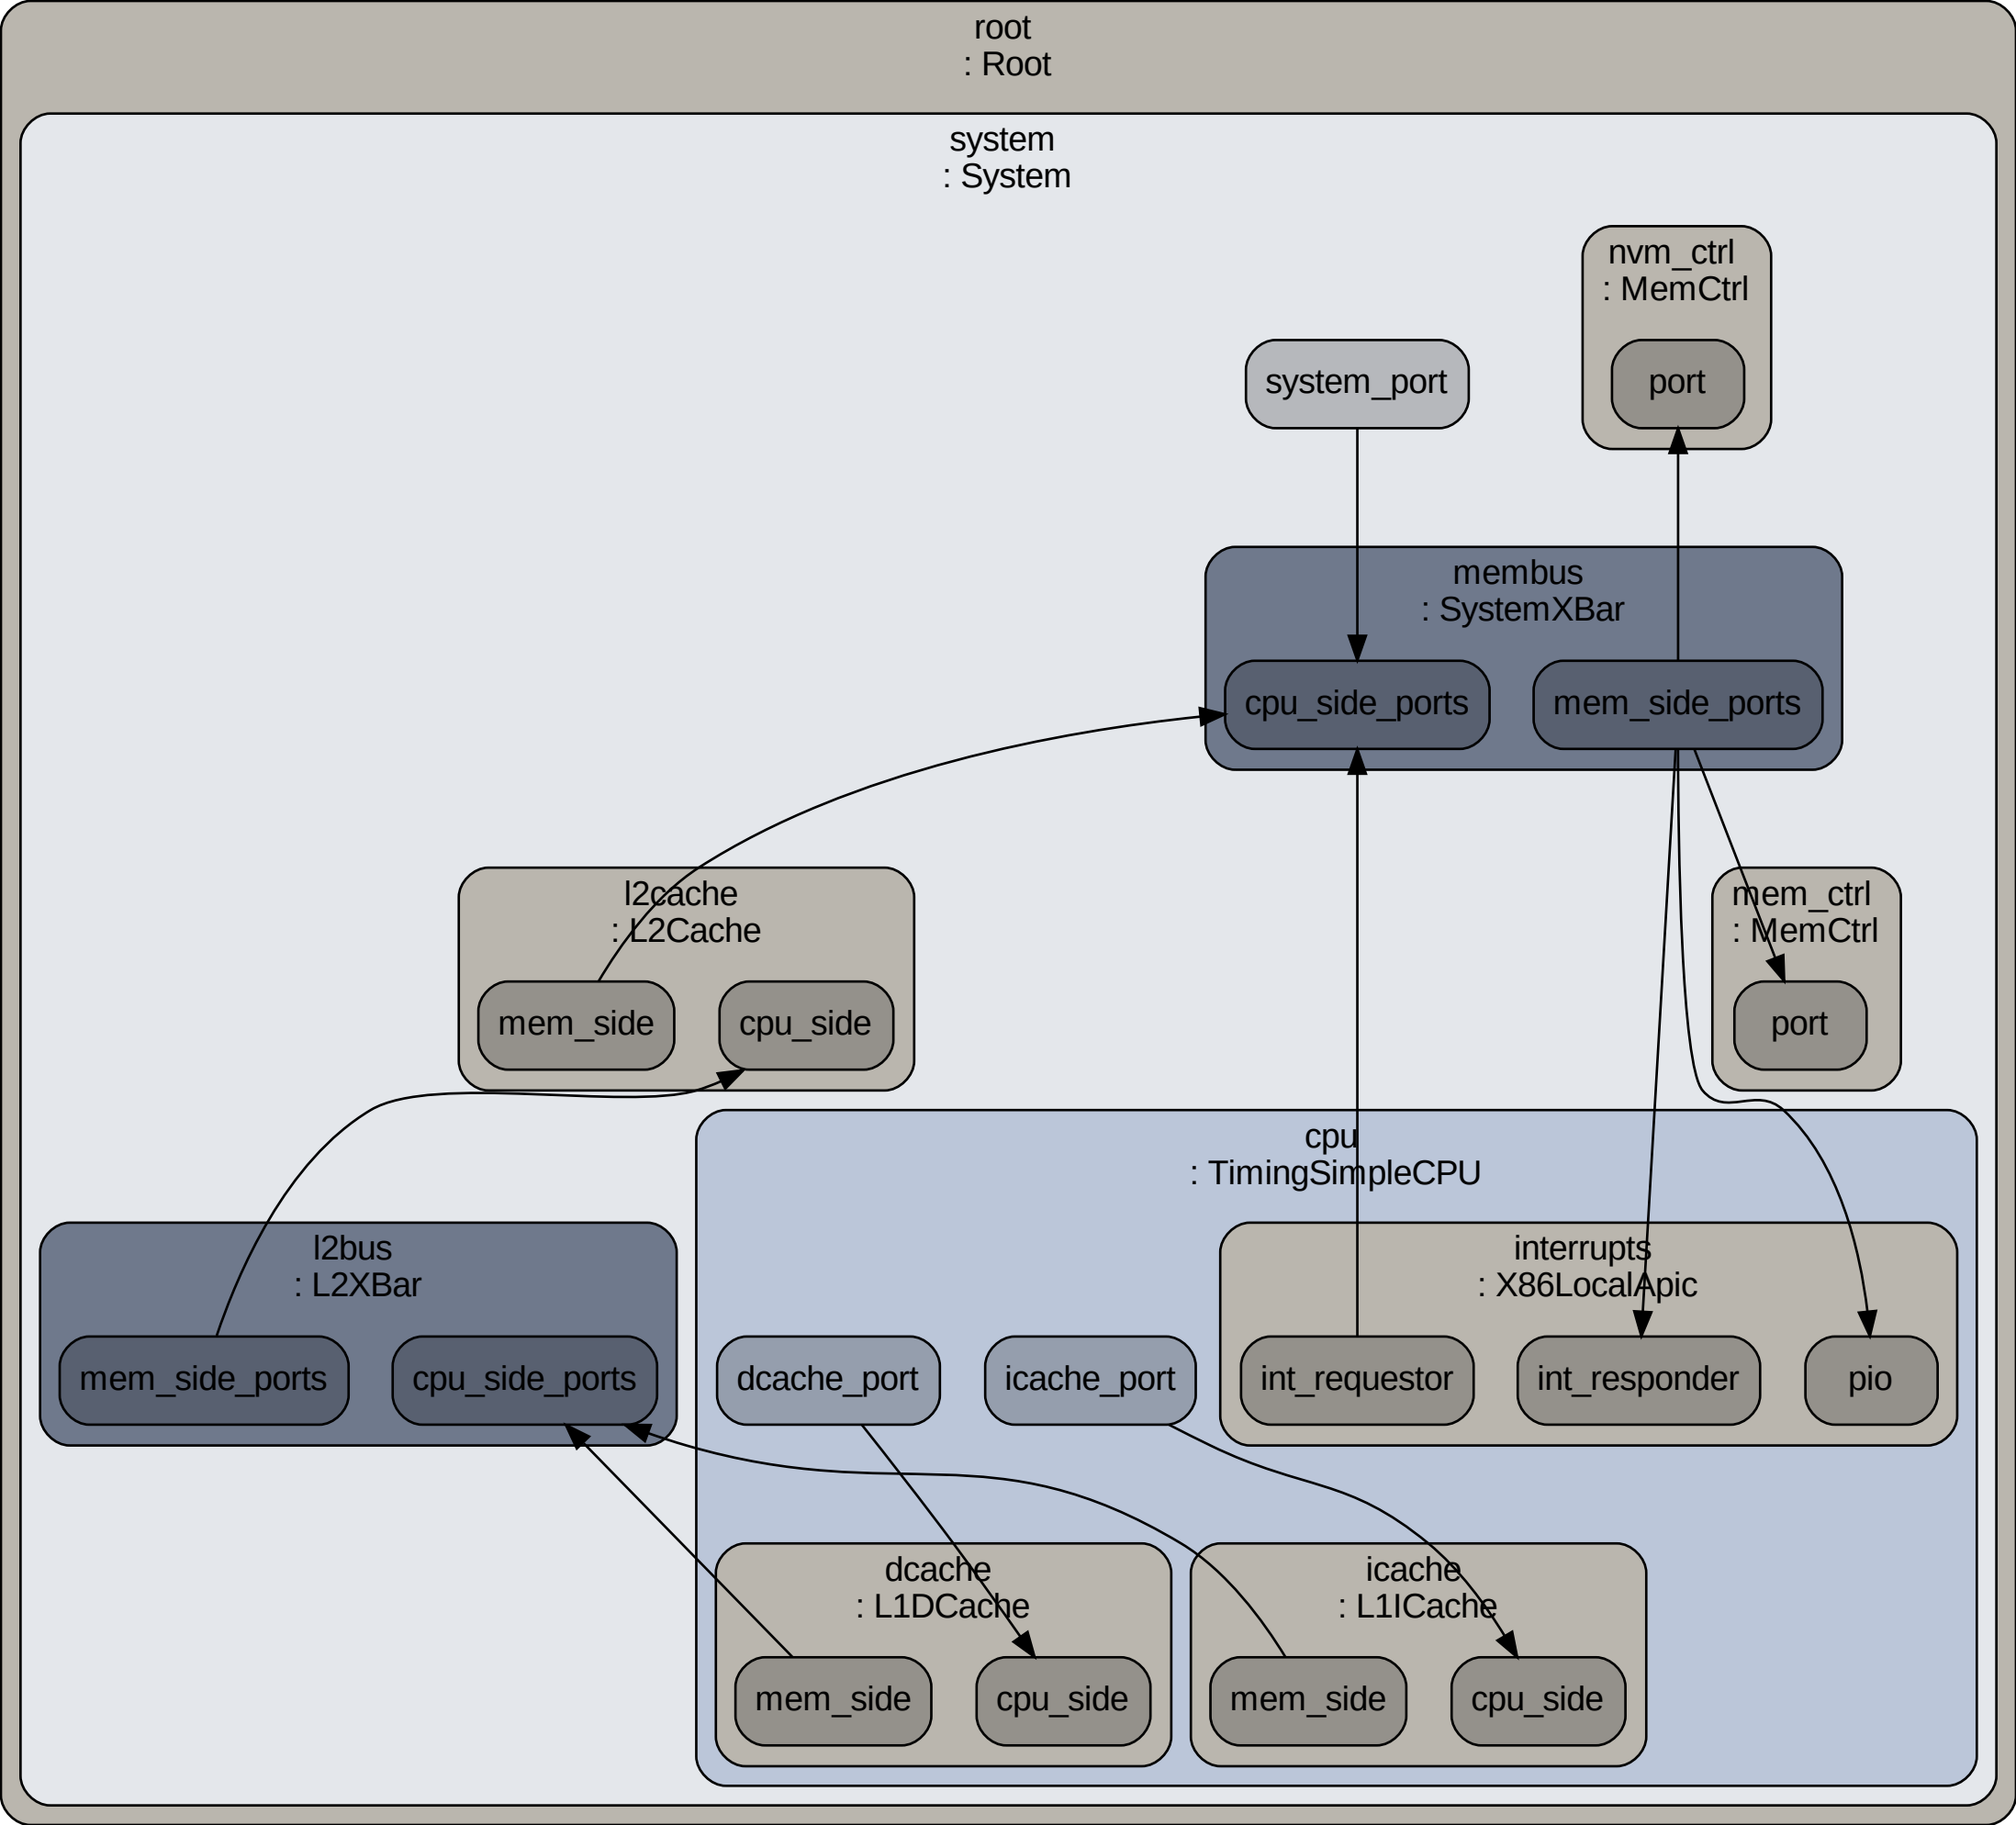 root
: Root
system
: System
nvm_ctrl
: MemCtrl
port
system_port
membus
: SystemXBar
cpu_side_ports
mem_side_ports
l2cache
: L2Cache
mem_side
cpu_side
mem_ctrl
: MemCtrl
port
cpu
: TimingSimpleCPU
l2bus
: L2XBar
mem_side_ports
cpu_side_ports
interrupts
: X86LocalApic
dcache_port
icache_port
int_requestor
int_responder
pio
dcache
: L1DCache
mem_side
cpu_side
icache
: L1ICache
mem_side
cpu_side